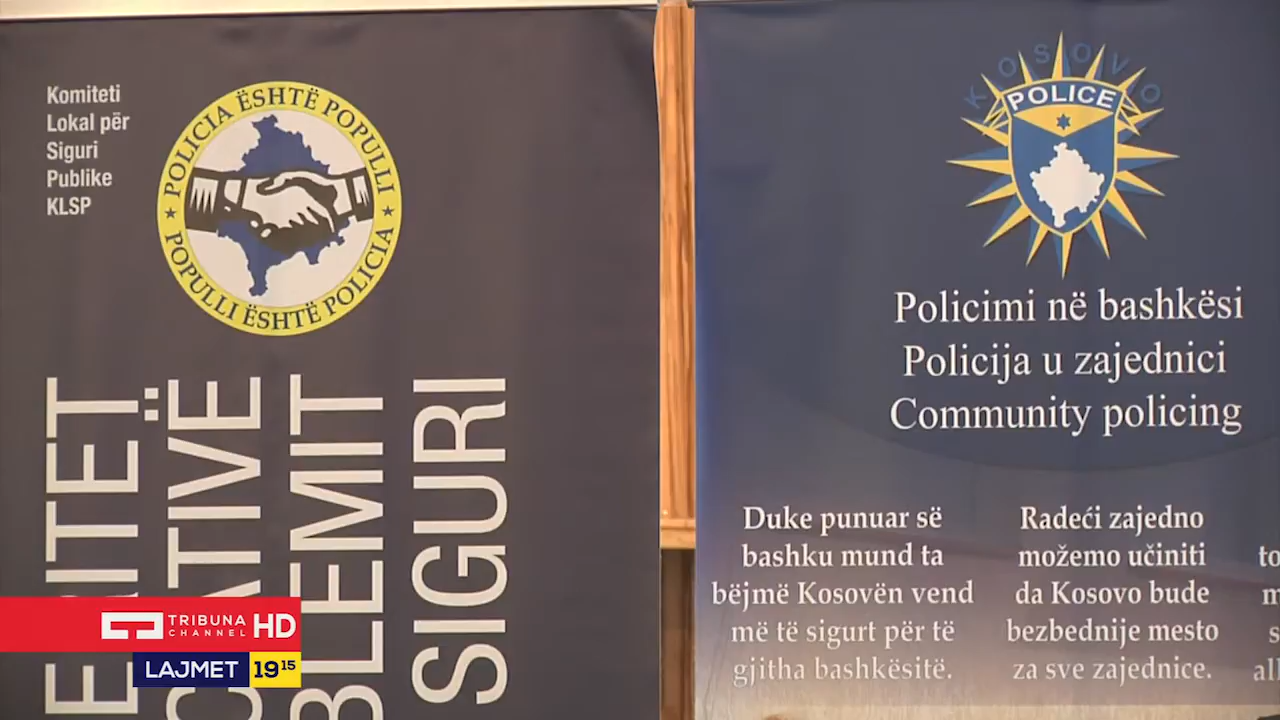 Komiteti
Lokal për
Siguri
Publike
KLSP
POLICIA ËSHTË POPULLI
POPULLI ËSHTË POLICIA
BLEMIT
SIGURI
KOSOVO
POLICE
Policimi në bashkësi
Policija u zajednici
Community policing
Duke punuar së
bashku mund ta
bëjmë Kosovën vend
më të sigurt për të
gjitha bashkësitë.
Radeći zajedno
možemo učiniti
da Kosovo bude
bezbednije mesto
za sve zajednice.
TRIBUNA
CHANNEL HD
LAJMET 19 15